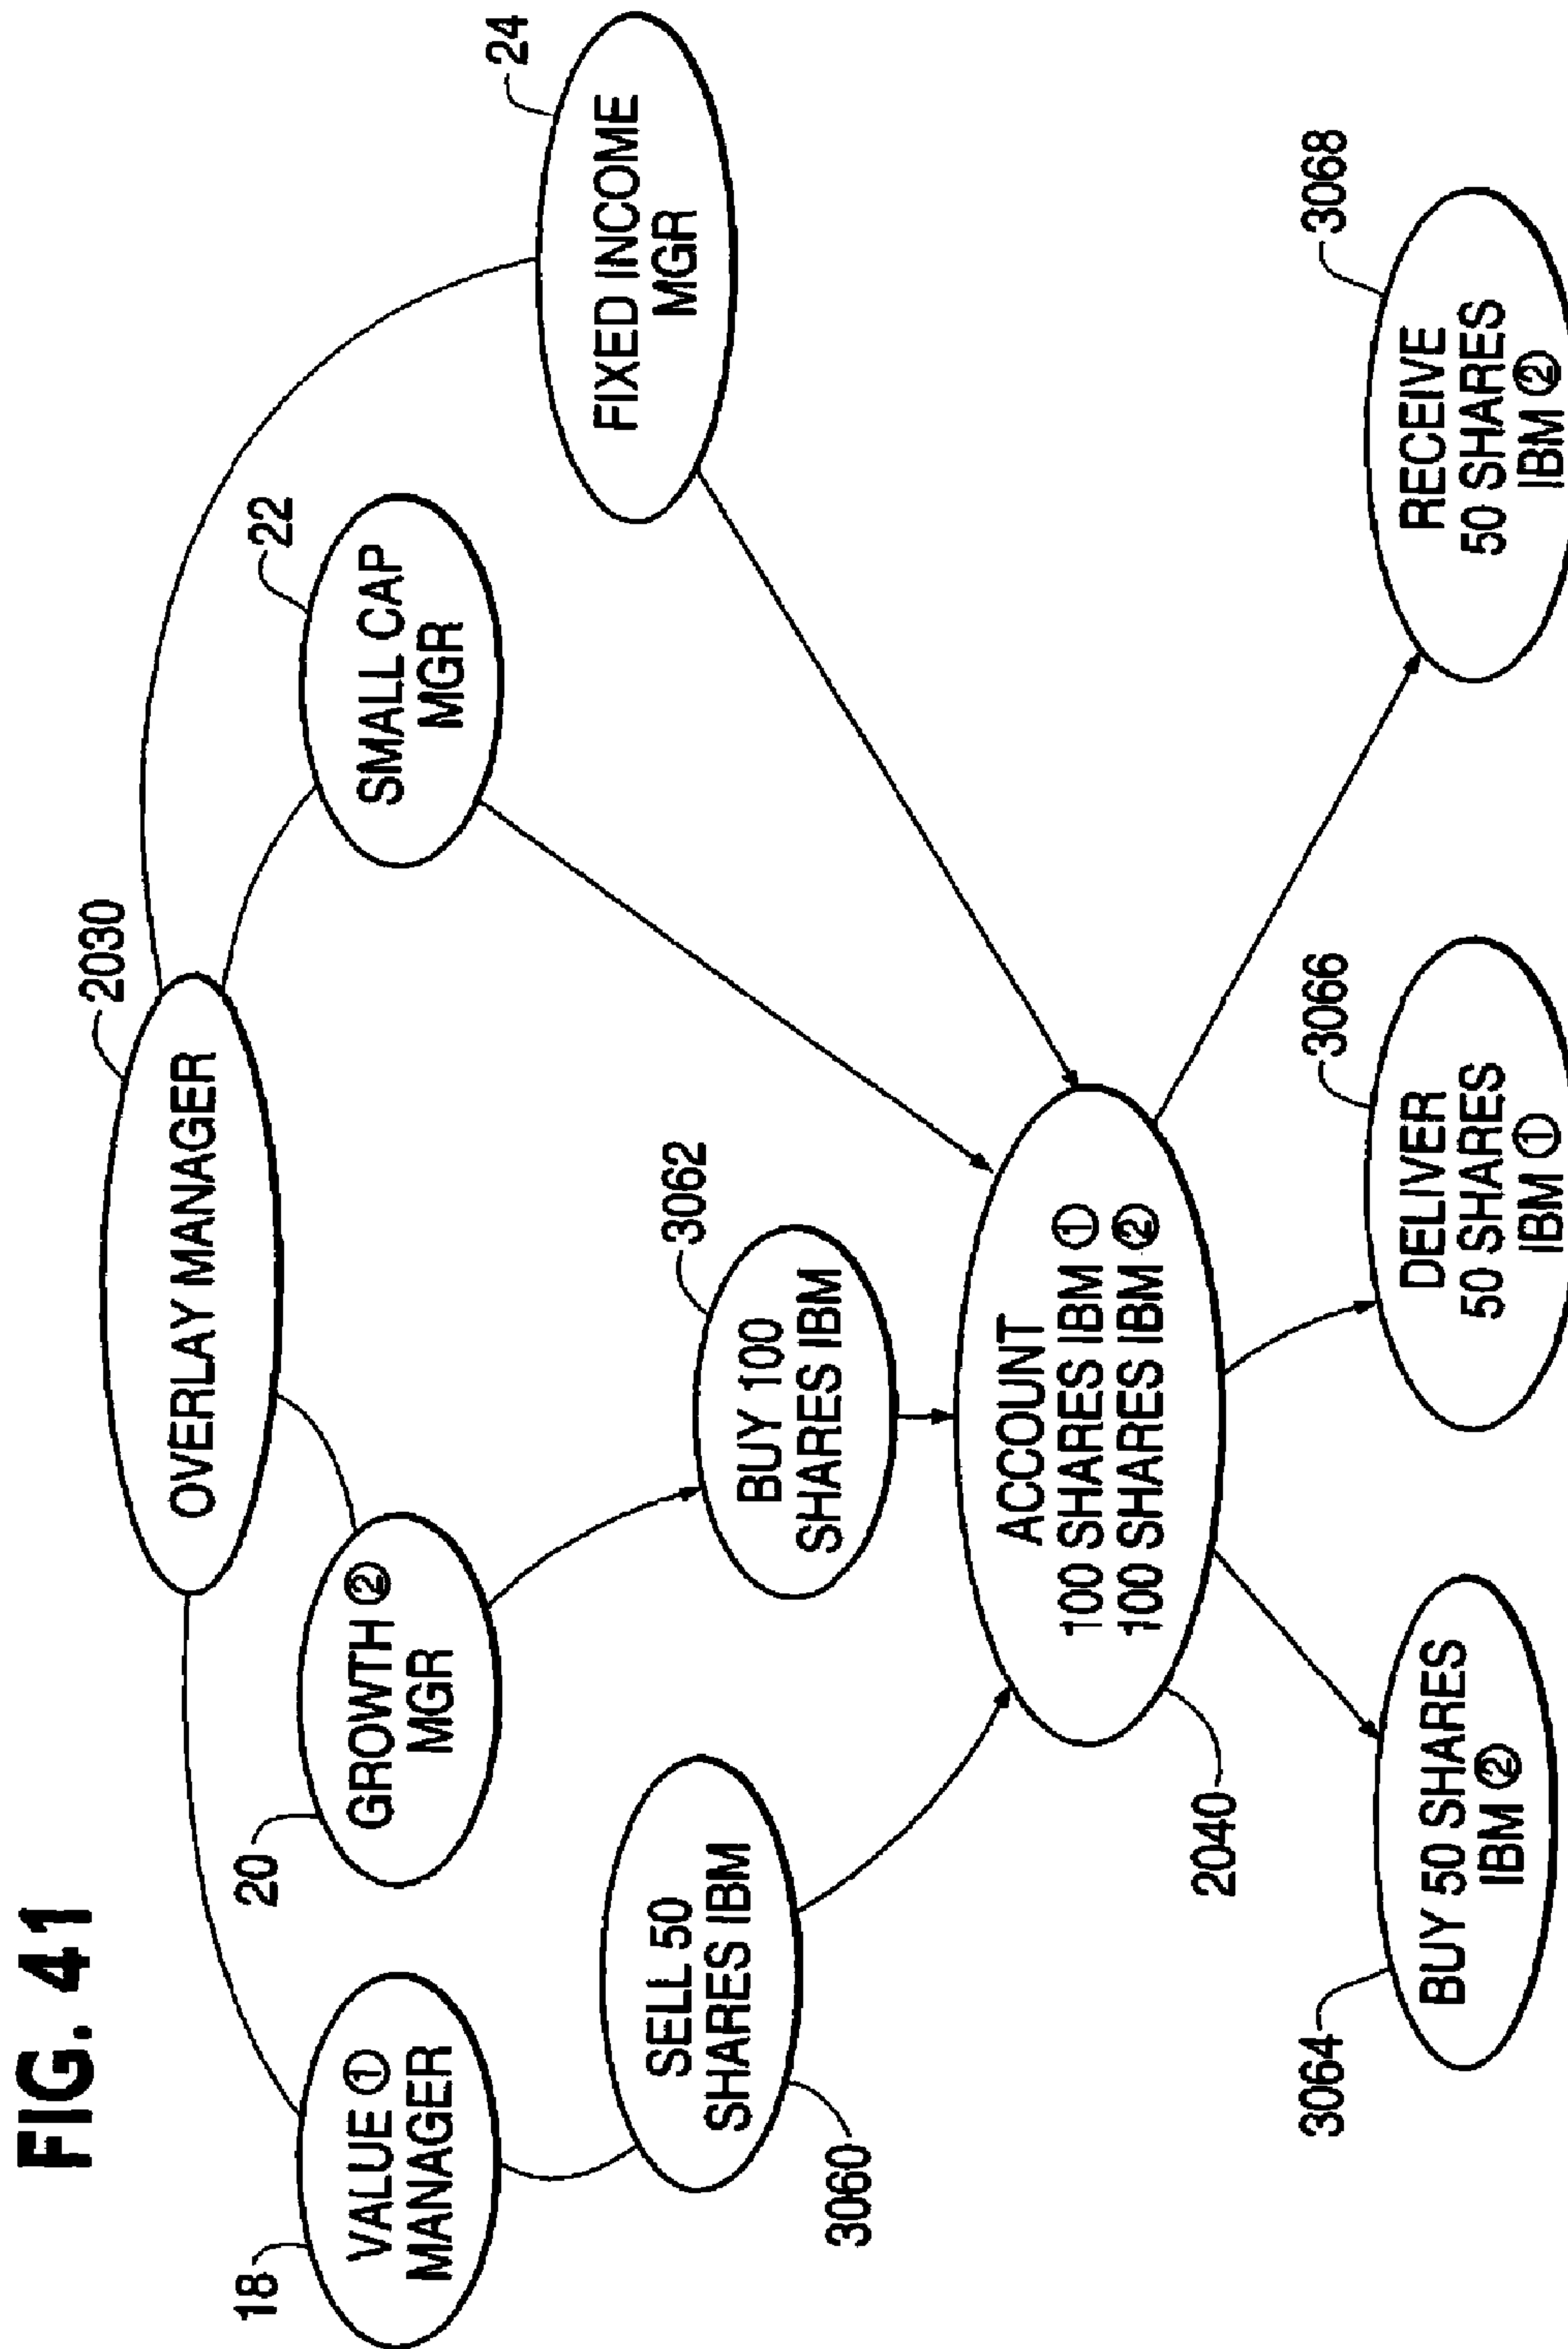 FIG. 41
OVERLAY MANAGER
2030
18
VALUE ①
MANAGER
20
GROWTH ②
MGR
SMALL CAP
MGR
22
FIXED INCOME
MGR
24
SELL 50
SHARES IBM
3060
BUY 100
SHARES IBM
3062
ACCOUNT
100 SHARES IBM ①
100 SHARES IBM ②
2040
3064
BUY 50 SHARES
IBM ②
DELIVER
50 SHARES
IBM ①
3066
RECEIVE
50 SHARES
IBM ②
3068